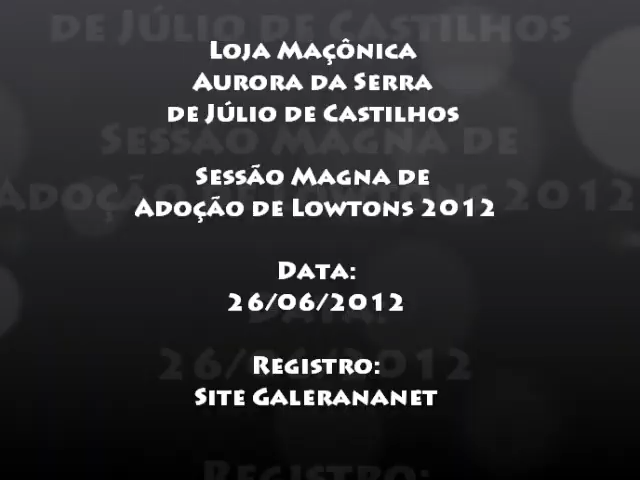 Loja Maçônica
Aurora da Serra
de Júlio de Castilhos
Sessão Magna de
Adoção de Lowtons 2012
Data:
26/06/2012
Registro:
Site Galerananet